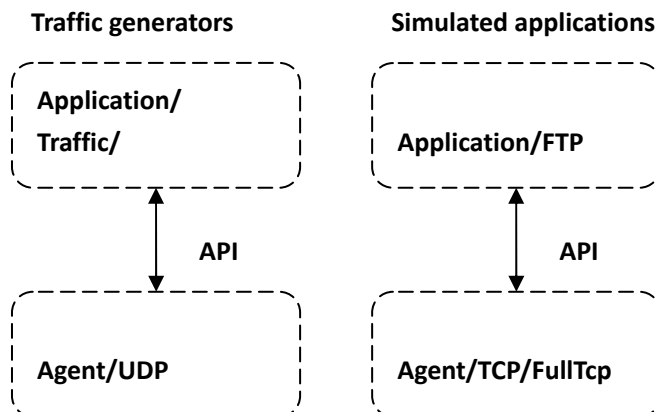 Traffic generators
Simulated applications
Application/
Traffic/
Application/FTP
API
API
Agent/UDP
Agent/TCP/FullTcp